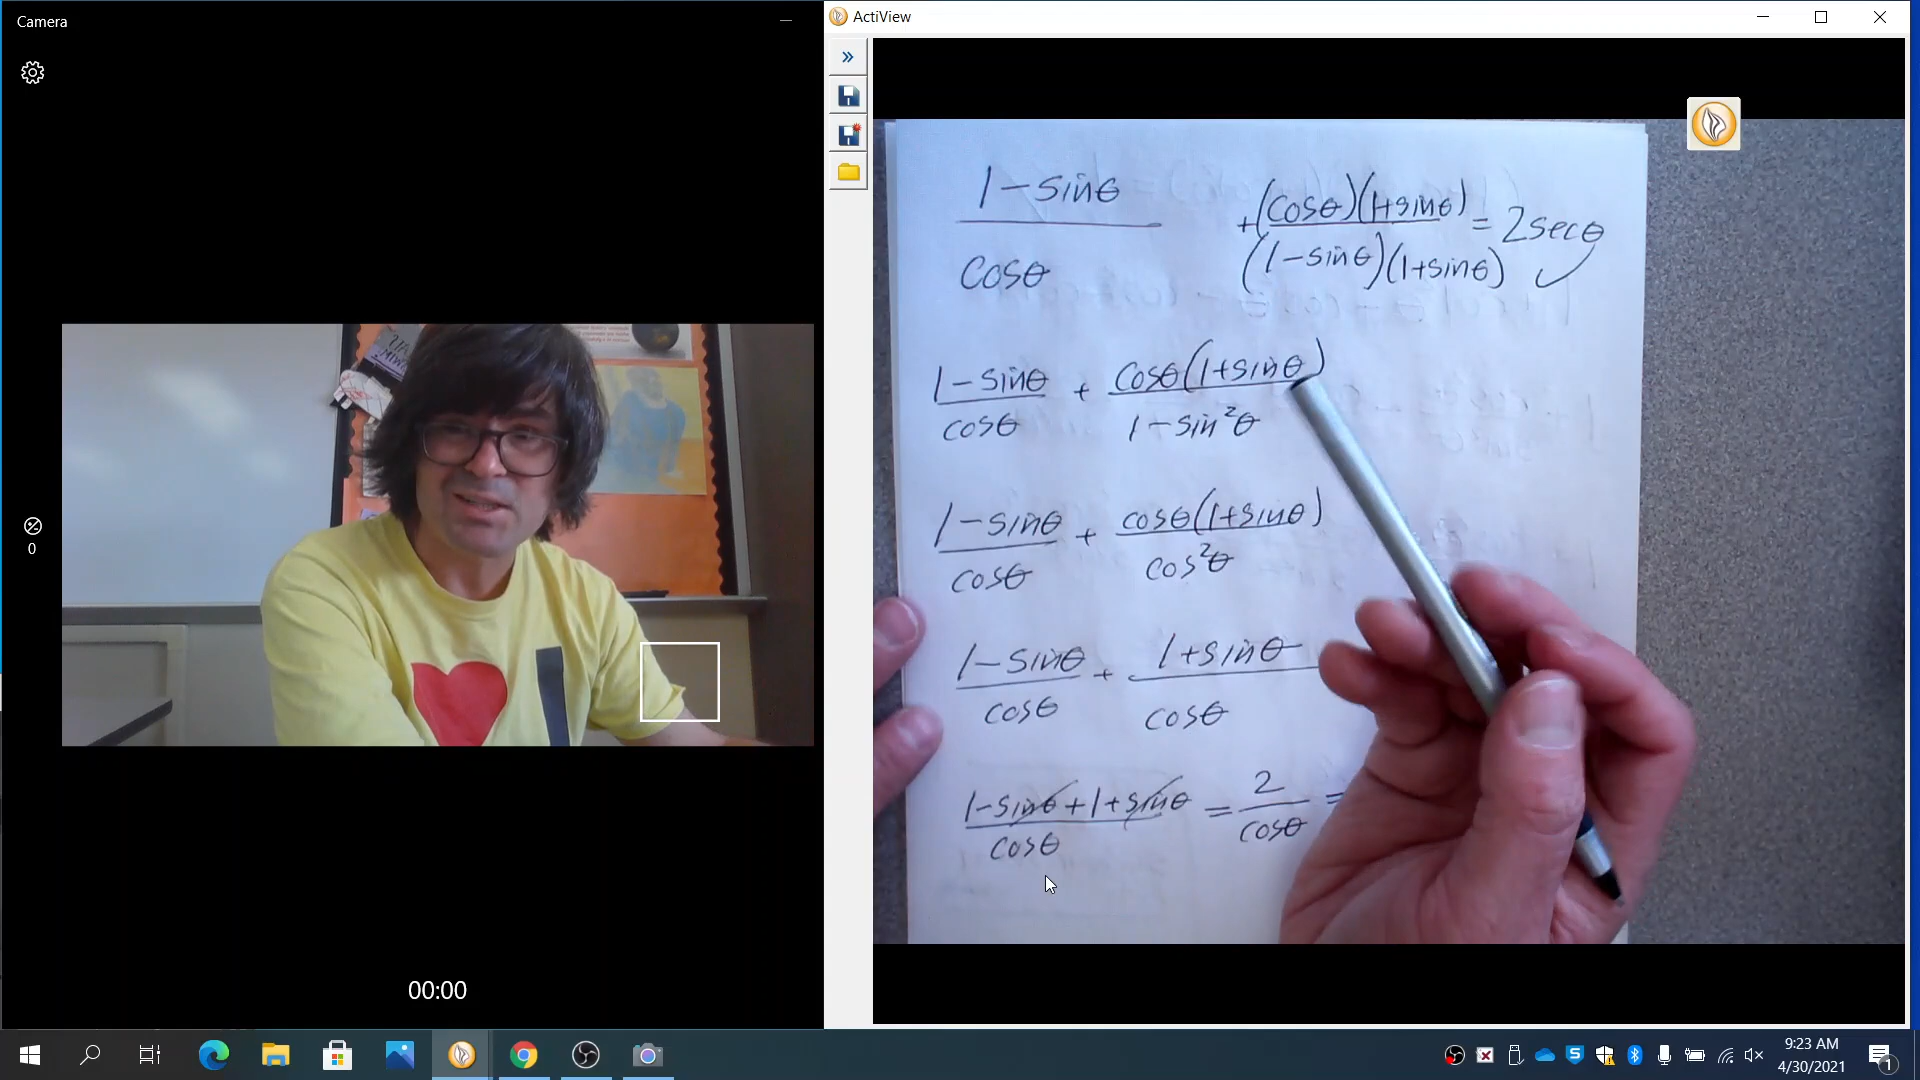 Camera
ActiView
1 - sinθ / cosθ + (cosθ)(1+sinθ) / (1-sinθ)(1+sinθ) = 2secθ
1-sinθ / cosθ + cosθ(1+sinθ) / 1-sin²θ
1-sinθ / cosθ + cosθ(1+sinθ) / cos²θ
1-sinθ / cosθ + 1+sinθ / cosθ
1-sinθ+1+sinθ / cosθ = 2 / cosθ =
0
00:00
9:23 AM
4/30/2021
1